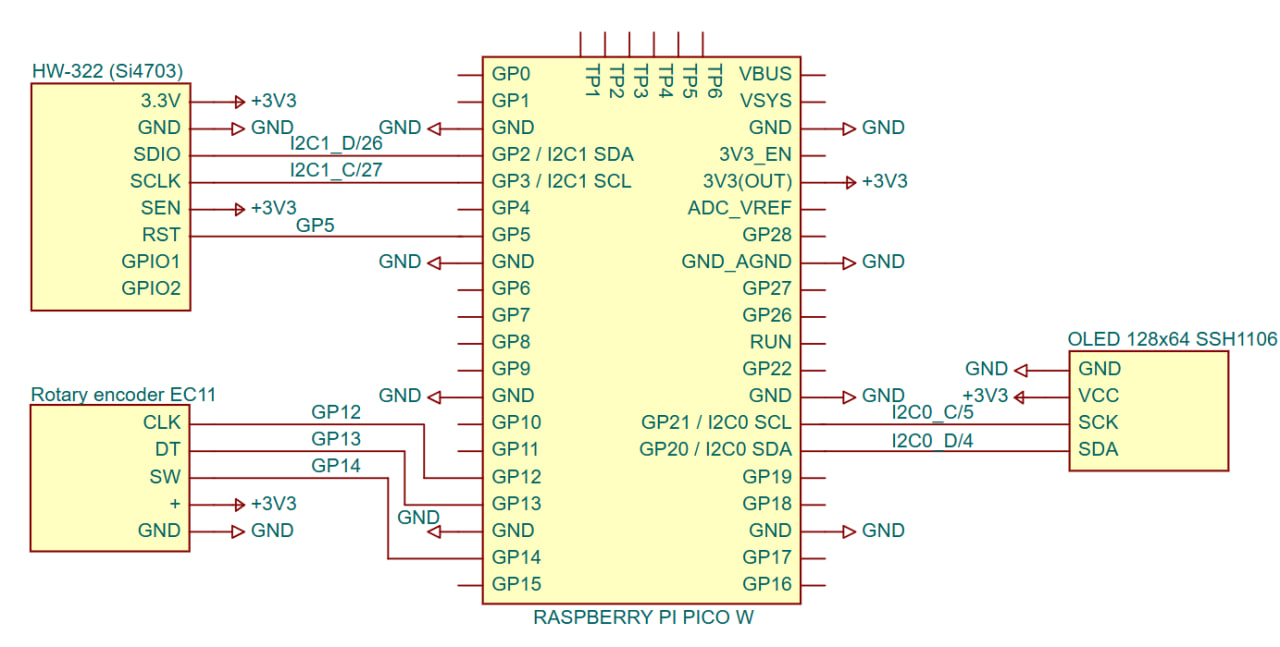 HW-322 (Si4703)
3.3V
+3V3
GND
GND
SDIO
I2C1_D/26
SCLK
I2C1_C/27
SEN
+3V3
RST
GP5
GPIO1
GPIO2
Rotary encoder EC11
CLK
GP12
DT
GP13
SW
GP14
+
+3V3
GND
GND
TP1
TP2
TP3
TP4
TP5
TP6
GP0
GP1
GND
GND
GP2 / I2C1 SDA
GP3 / I2C1 SCL
GP4
GP5
GND
GND
GP6
GP7
GP8
GP9
GND
GND
GP10
GP11
GP12
GP13
GND
GND
GP14
GP15
VBUS
VSYS
GND
GND
3V3_EN
3V3(OUT)
+3V3
ADC_VREF
GP28
GND_AGND
GND
GP27
GP26
RUN
GP22
GND
GND
GP21 / I2C0 SCL
I2C0_C/5
GP20 / I2C0 SDA
I2C0_D/4
GP19
GP18
GND
GND
GP17
GP16
RASPBERRY PI PICO W
OLED 128x64 SSH1106
GND
GND
+3V3
VCC
SCK
SDA